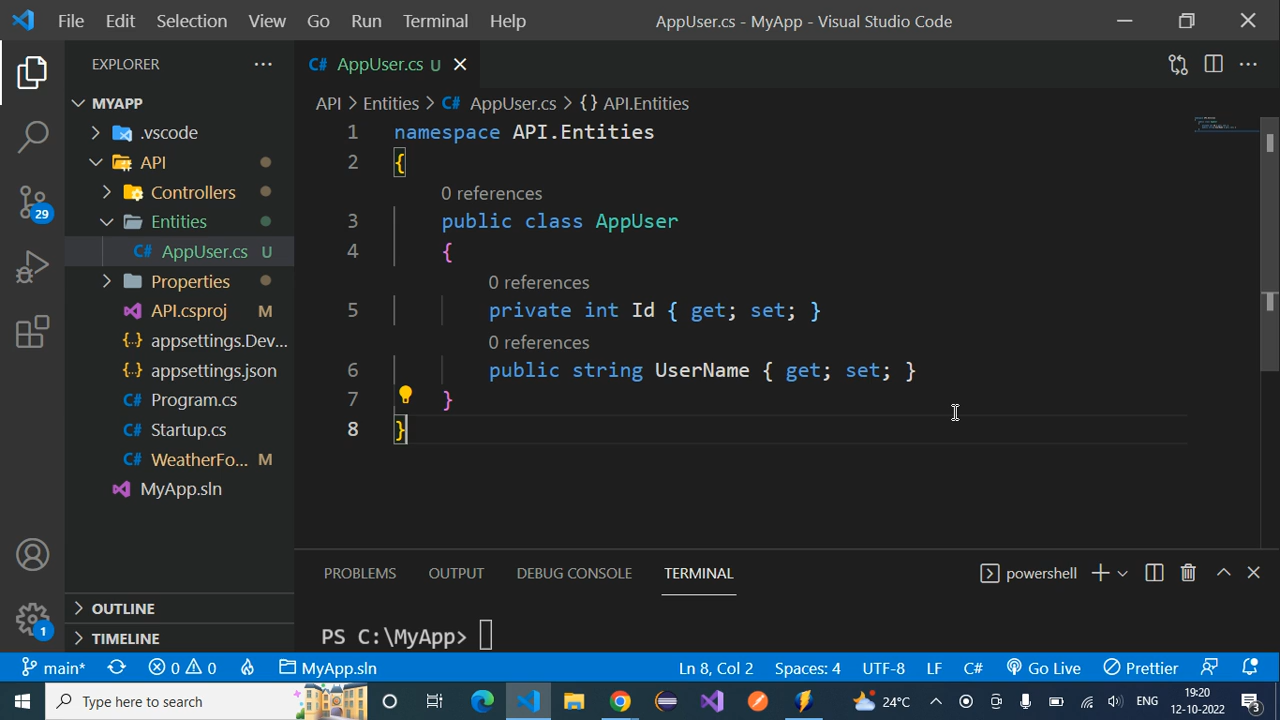 File Edit Selection View Go Run Terminal Help AppUser.cs - MyApp - Visual Studio Code
EXPLORER
MYAPP
.vscode
API
Controllers
Entities
C# AppUser.cs U
Properties
API.csproj M
{·} appsettings.Dev...
{·} appsettings.json
C# Program.cs
C# Startup.cs
C# WeatherFo... M
MyApp.sln
OUTLINE
TIMELINE
29
1
C# AppUser.cs U
API > Entities > C# AppUser.cs > {} API.Entities
1 namespace API.Entities
2 {
0 references
3 public class AppUser
4 {
0 references
5 private int Id { get; set; }
0 references
6 public string UserName { get; set; }
7 }
8 }
PROBLEMS OUTPUT DEBUG CONSOLE TERMINAL powershell
PS C:\MyApp>
main* 0 0 MyApp.sln Ln 8, Col 2 Spaces: 4 UTF-8 LF C# Go Live Prettier
Type here to search 24°C ENG 19:20
12-10-2022 3